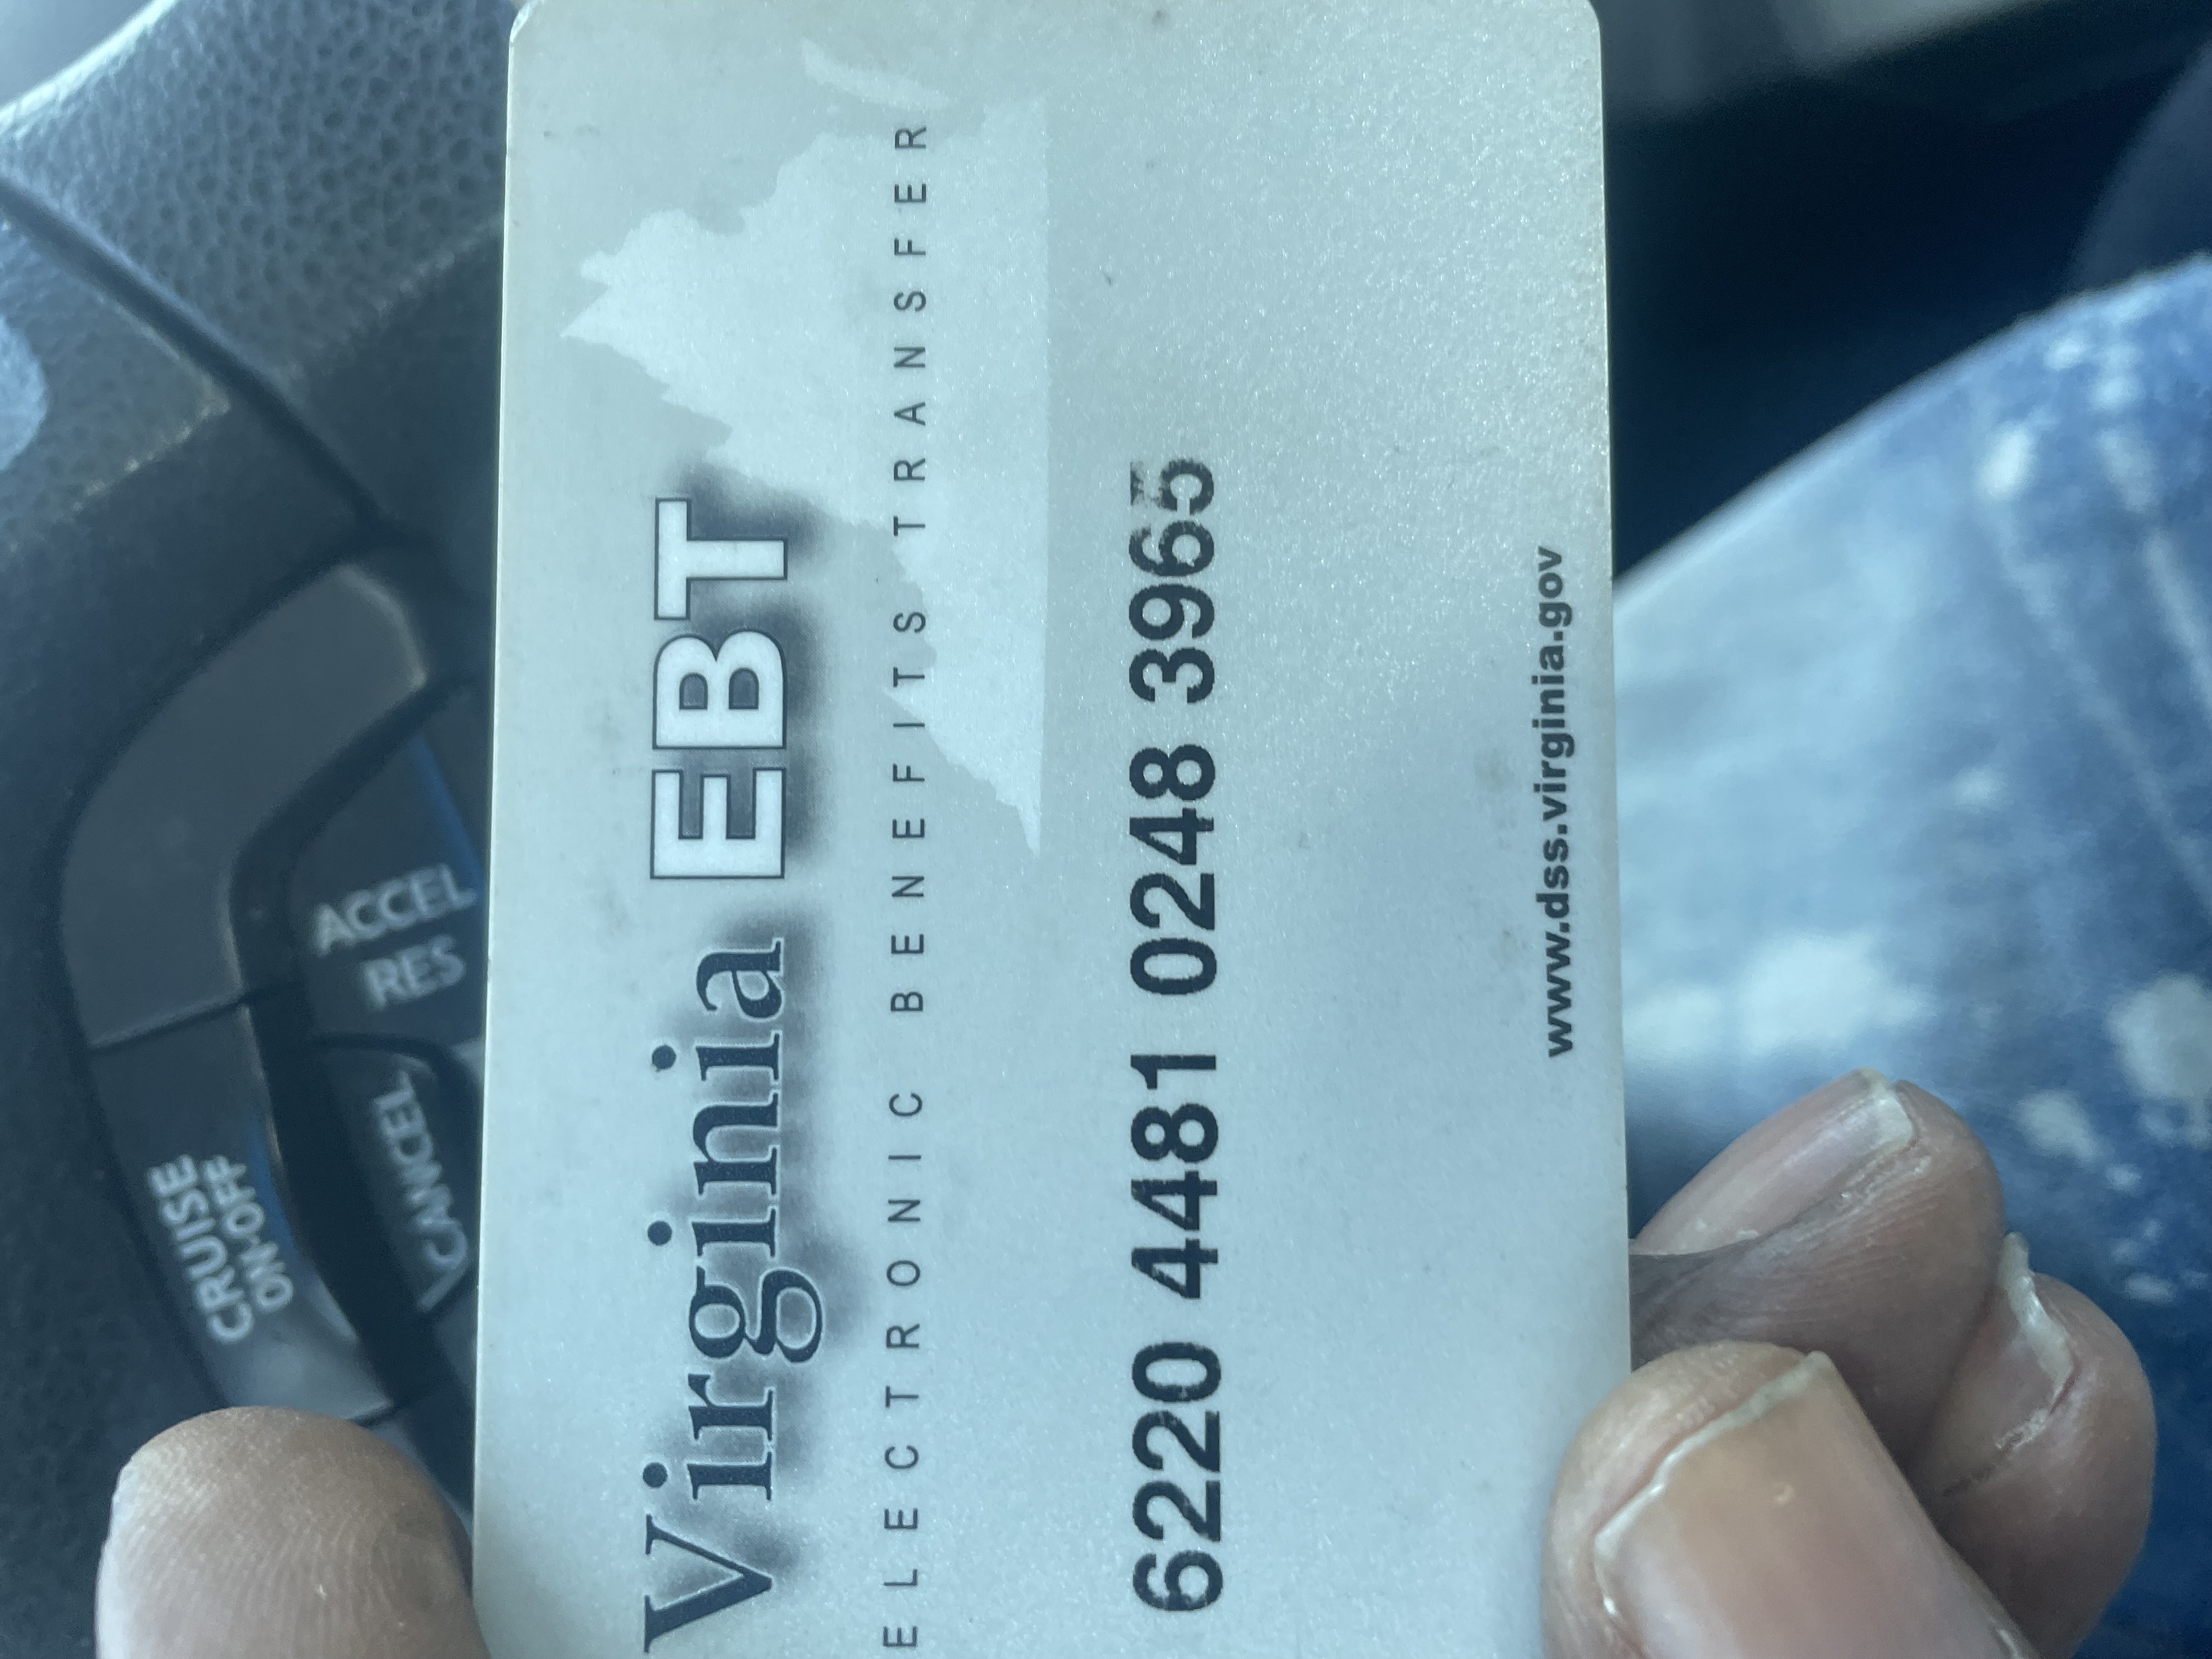 Virginia EBT
ELECTRONIC BENEFITS TRANSFER
6220 4481 0248 3965
www.dss.virginia.gov
ACCEL
RES
CANCEL
CRUISE
ON·OFF